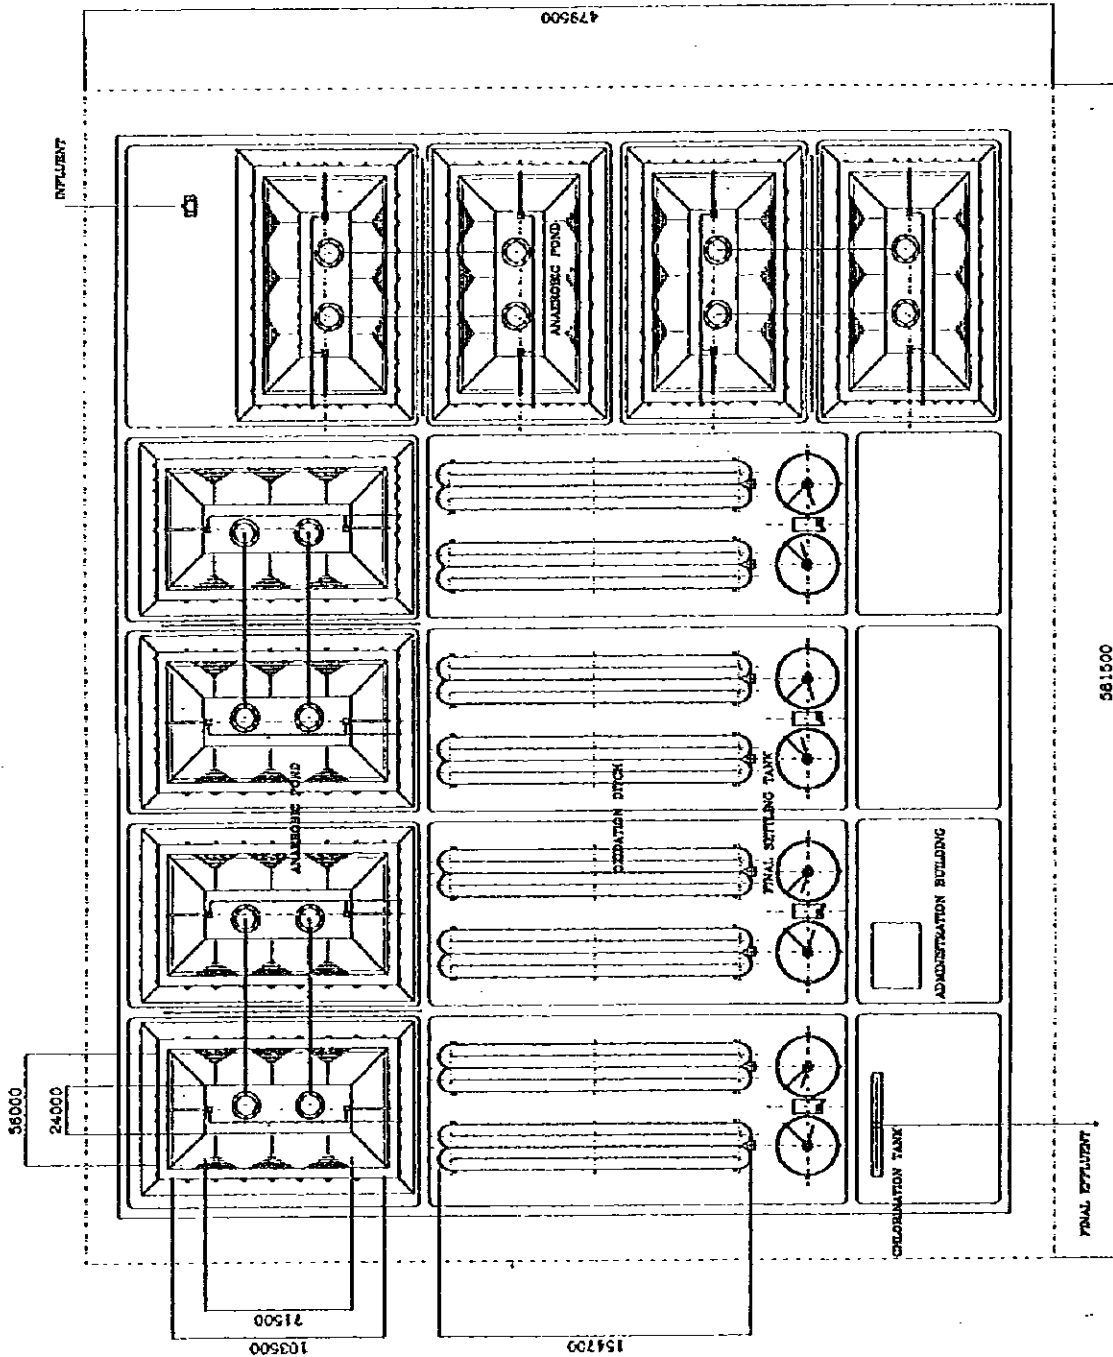 479500
INFLUENT
ANAEROBIC POND
581500
ANAEROBIC POND
OXIDATION DITCH
FINAL SETTLING TANK
ADMINISTRATION BUILDING
56000
24000
CHLORINATION TANK
FINAL EFFLUENT
71500
103500
154700